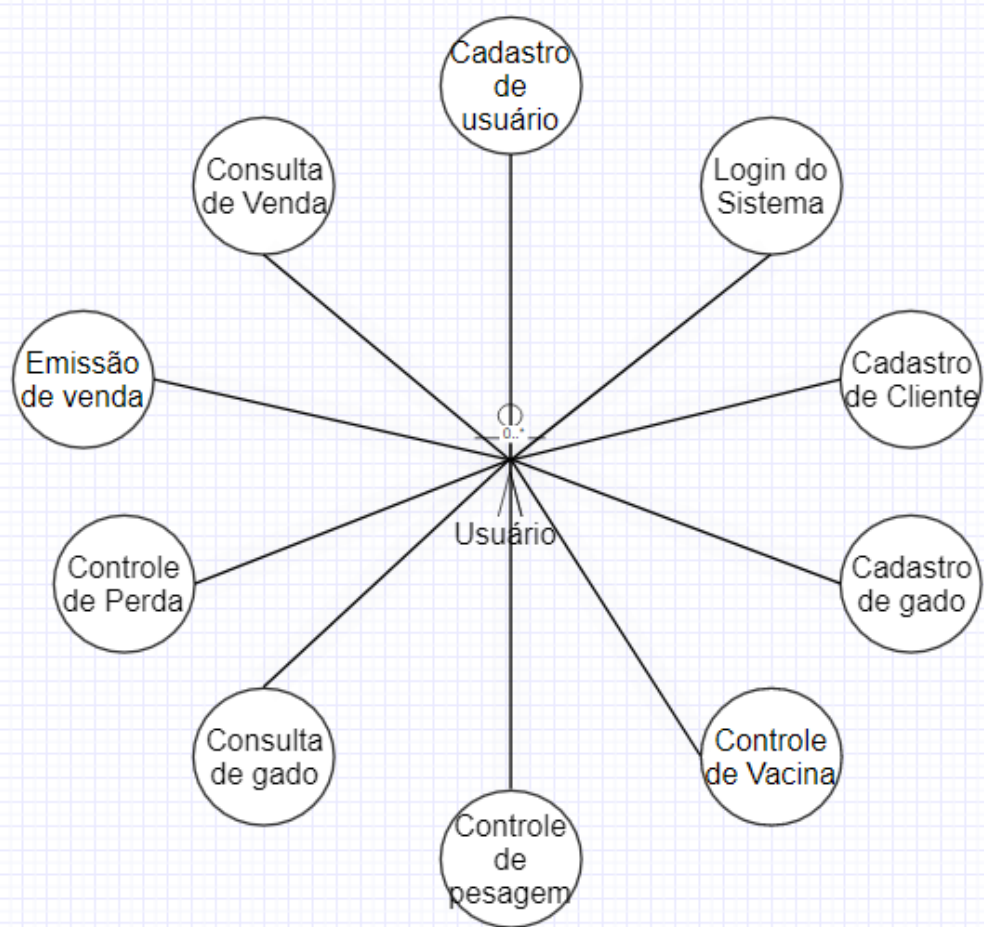 Cadastro
de
usuário
Consulta
de Venda
Login do
Sistema
Emissão
de venda
Cadastro
de Cliente
0..*
Usuário
Controle
de Perda
Cadastro
de gado
Consulta
de gado
Controle
de Vacina
Controle
de
pesagem